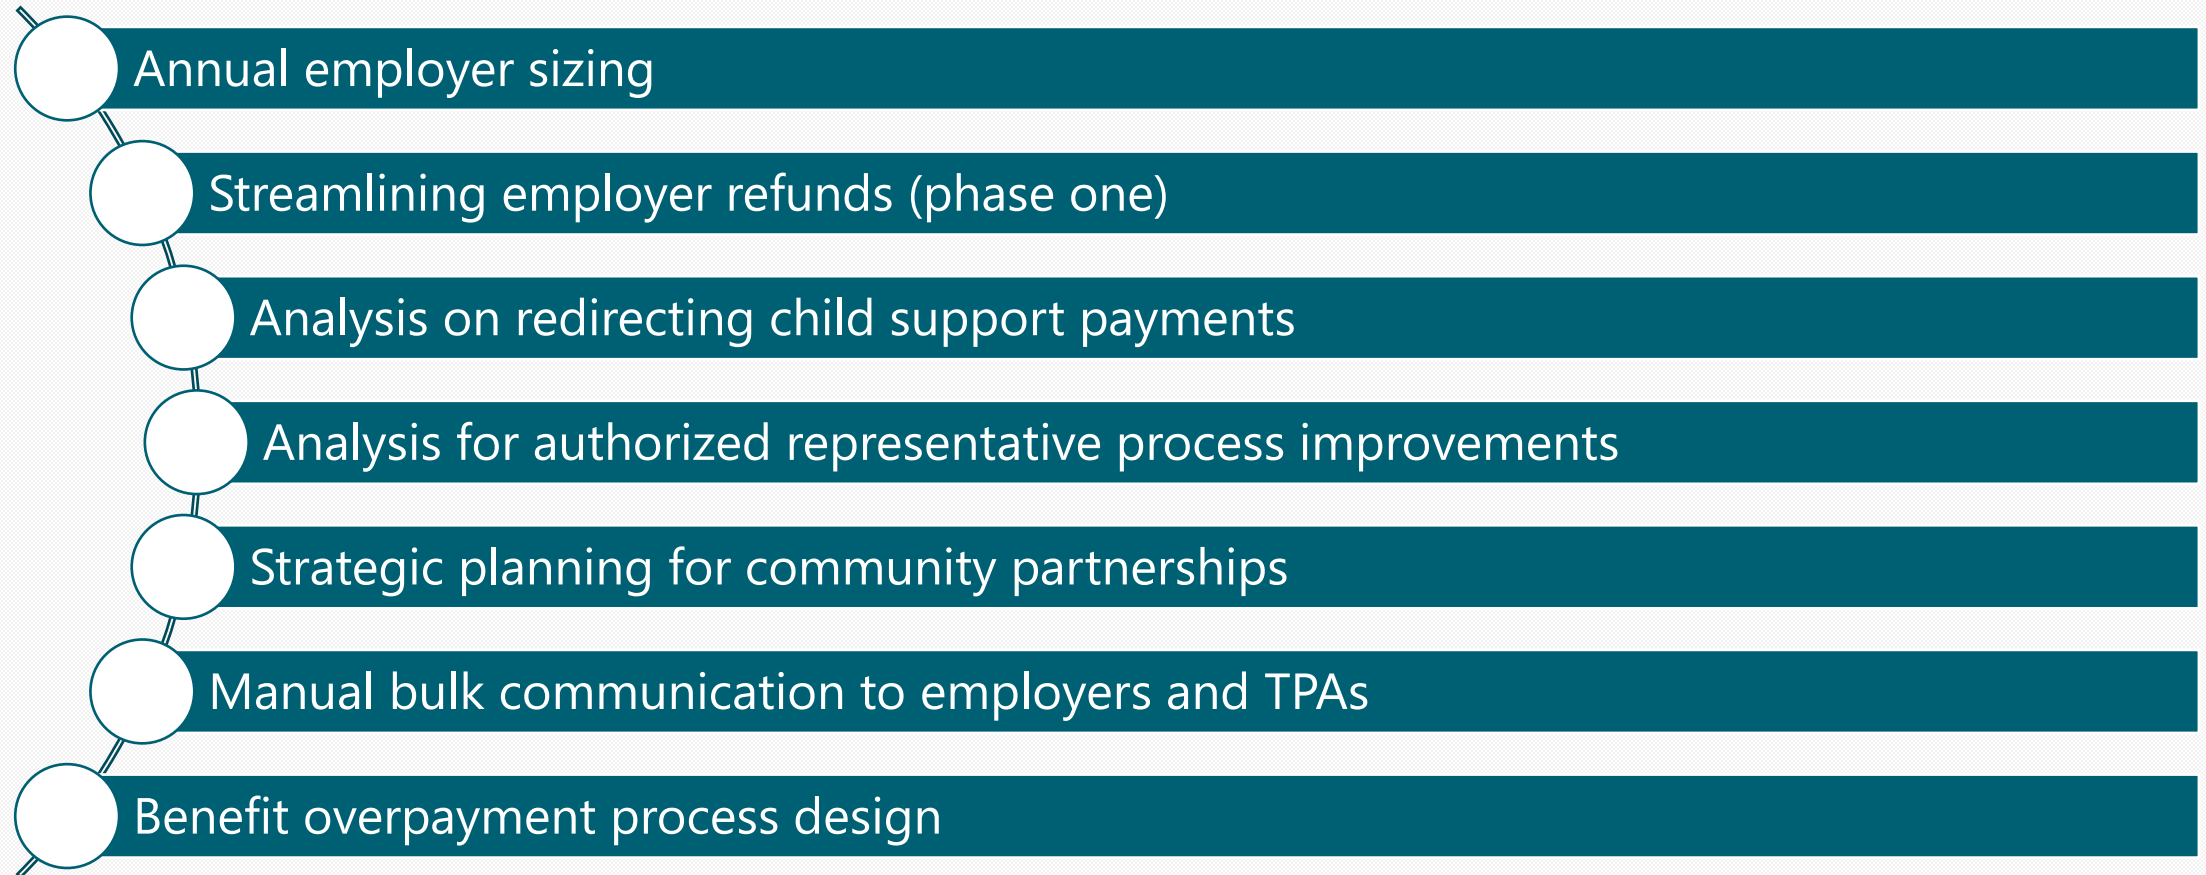 Annual employer sizing
Streamlining employer refunds (phase one)
Analysis on redirecting child support payments
Analysis for authorized representative process improvements
Strategic planning for community partnerships
Manual bulk communication to employers and TPAs
Benefit overpayment process design